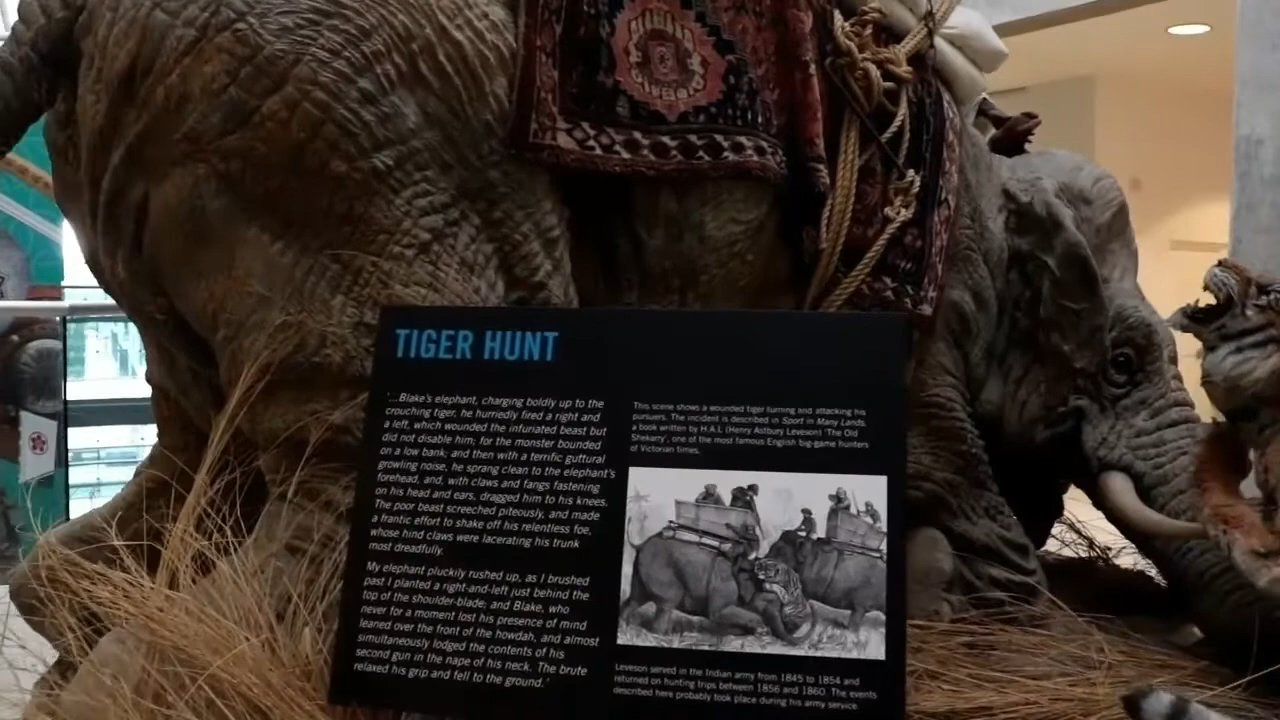 TIGER HUNT
'...Blake's elephant, charging boldly up to the
crouching tiger, he hurriedly fired a right and
a left, which wounded the infuriated beast but
did not disable him; for the monster bounded
on a low bank; and then with a terrific guttural
growling noise, he sprang clean to the elephant's
forehead, and, with claws and fangs fastening
on his head and ears, dragged him to his knees.
The poor beast screeched piteously, and made
a frantic effort to shake off his relentless foe,
whose hind claws were lacerating his trunk
most dreadfully.
My elephant pluckily rushed up, as I brushed
past I planted a right-and-left just behind the
top of the shoulder-blade; and Blake, who
never for a moment lost his presence of mind
leaned over the front of the howdah, and almost
simultaneously lodged the contents of his
second gun in the nape of his neck. The brute
relaxed his grip and fell to the ground.'
This scene shows a wounded tiger turning and attacking his
pursuers. The incident is described in Sport in Many Lands,
a book written by H.A.L (Henry Astbury Leveson) 'The Old
Shekarry', one of the most famous English big-game hunters
of Victorian times.
Leveson served in the Indian army from 1845 to 1854 and
returned on hunting trips between 1856 and 1860. The events
described here probably took place during his army service.